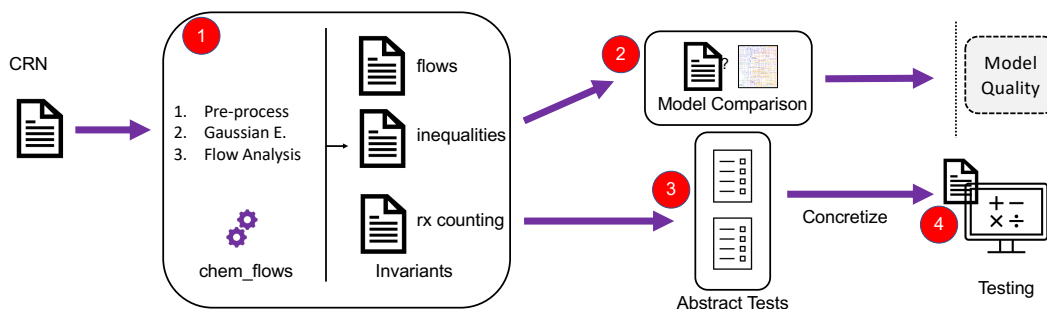 CRN
1
1. Pre-process
2. Gaussian E.
3. Flow Analysis
chem_flows
flows
inequalities
rx counting
Invariants
2
?
Model Comparison
Model
Quality
3
Abstract Tests
Concretize
4
+ −
× ÷
Testing